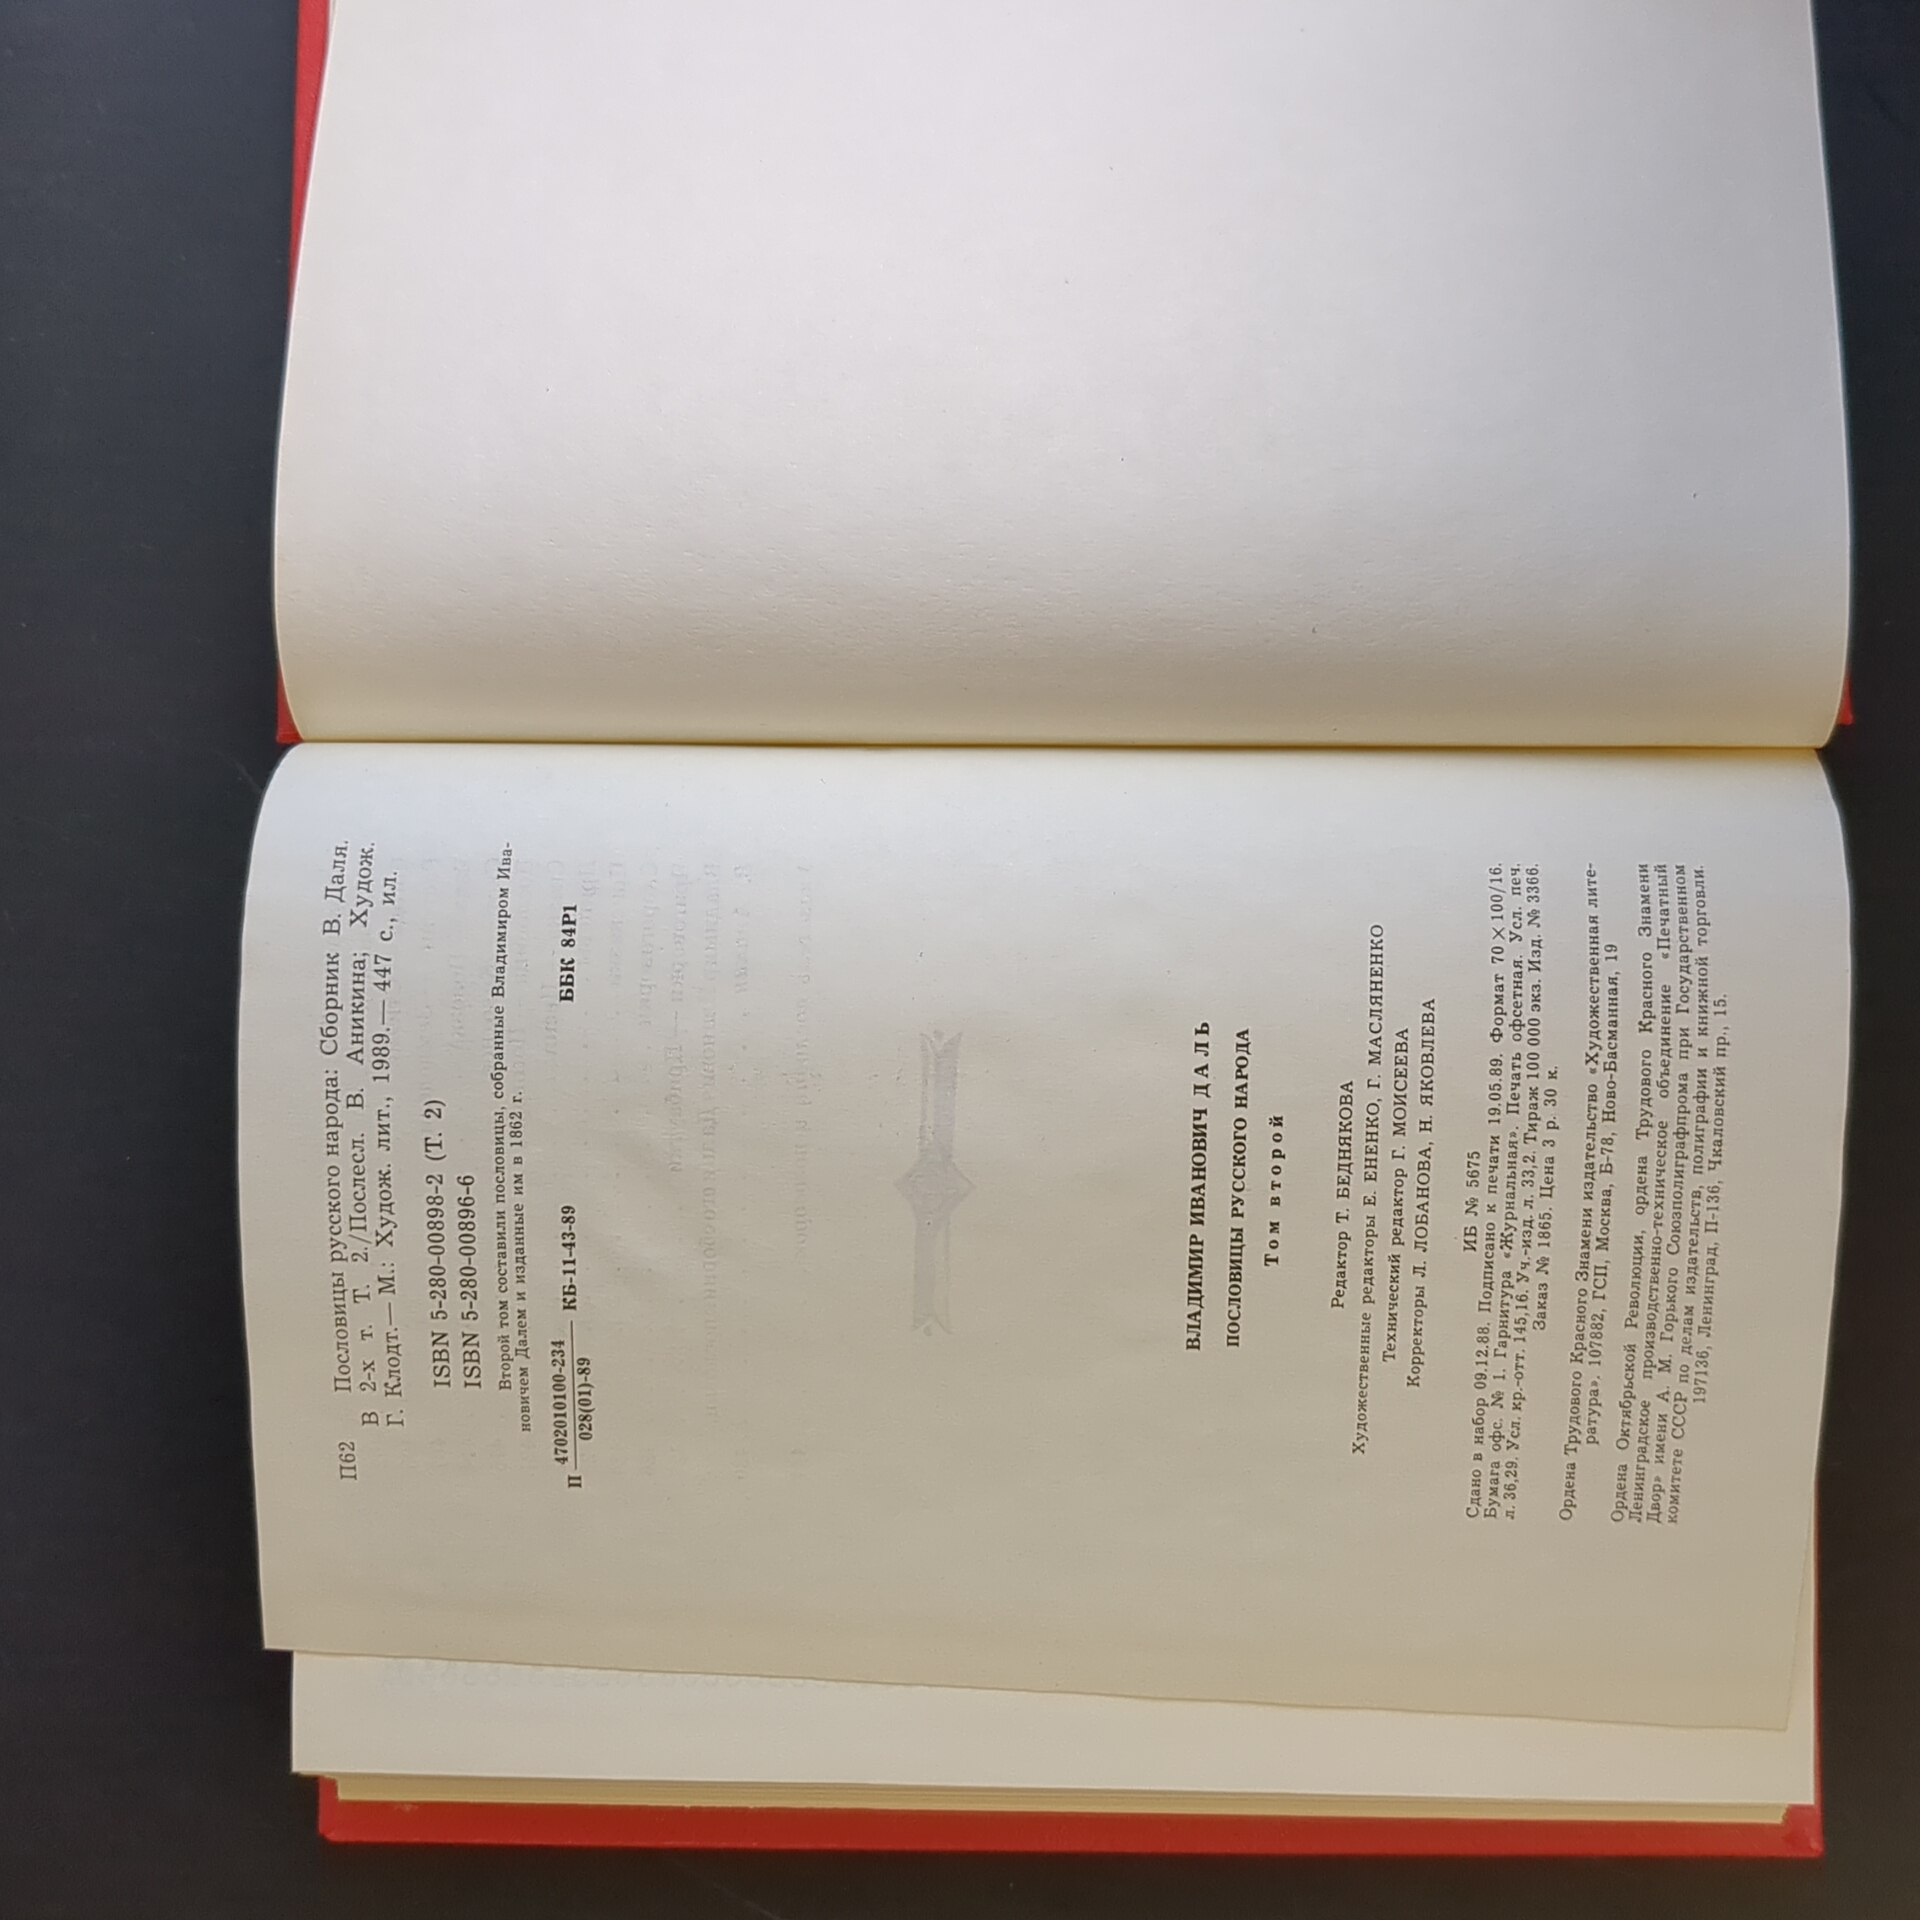 П62 Пословицы русского народа: Сборник В. Даля.
В 2-х т. Т. 2./Послесл. В. Аникина; Худож.
Г. Клодт.— М.: Худож. лит., 1989.— 447 с., ил.
ISBN 5-280-00898-2 (Т. 2)
ISBN 5-280-00896-6
Второй том составили пословицы, собранные Владимиром Ива-
новичем Далем и изданные им в 1862 г.
П 4702010100-234 КБ-11-43-89 ББК 84Р1
028(01)-89
ВЛАДИМИР ИВАНОВИЧ ДАЛЬ
ПОСЛОВИЦЫ РУССКОГО НАРОДА
Том второй
Редактор Т. БЕДНЯКОВА
Художественные редакторы Е. ЕНЕНКО, Г. МАСЛЯНЕНКО
Технический редактор Г. МОИСЕЕВА
Корректоры Л. ЛОБАНОВА, Н. ЯКОВЛЕВА
ИБ № 5675
Сдано в набор 09.12.88. Подписано к печати 19.05.89. Формат 70×100/16.
Бумага офс. № 1. Гарнитура «Журнальная». Печать офсетная. Усл. печ.
л. 36,29. Усл. кр.-отт. 145,16. Уч.-изд. л. 33,2. Тираж 100 000 экз. Изд. № 3366.
Заказ № 1865. Цена 3 р. 30 к.
Ордена Трудового Красного Знамени издательство «Художественная лите-
ратура». 107882, ГСП, Москва, Б-78, Ново-Басманная, 19
Ордена Октябрьской Революции, ордена Трудового Красного Знамени
Ленинградское производственно-техническое объединение «Печатный
Двор» имени А. М. Горького Союзполиграфпрома при Государственном
комитете СССР по делам издательств, полиграфии и книжной торговли.
197136, Ленинград, П-136, Чкаловский пр., 15.